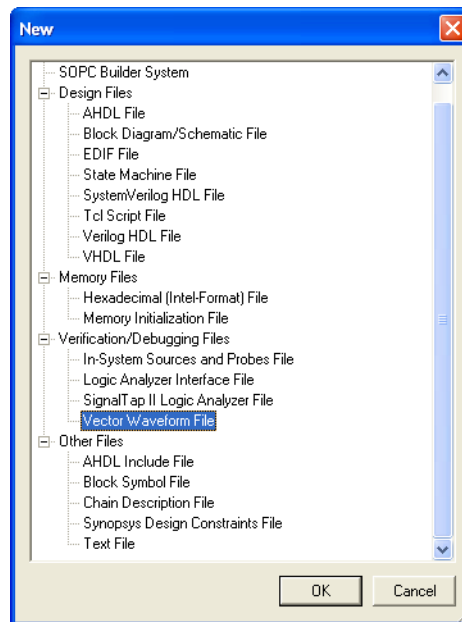 New
SOPC Builder System
Design Files
AHDL File
Block Diagram/Schematic File
EDIF File
State Machine File
SystemVerilog HDL File
Tcl Script File
Verilog HDL File
VHDL File
Memory Files
Hexadecimal (Intel-Format) File
Memory Initialization File
Verification/Debugging Files
In-System Sources and Probes File
Logic Analyzer Interface File
SignalTap II Logic Analyzer File
Vector Waveform File
Other Files
AHDL Include File
Block Symbol File
Chain Description File
Synopsys Design Constraints File
Text File
OK Cancel